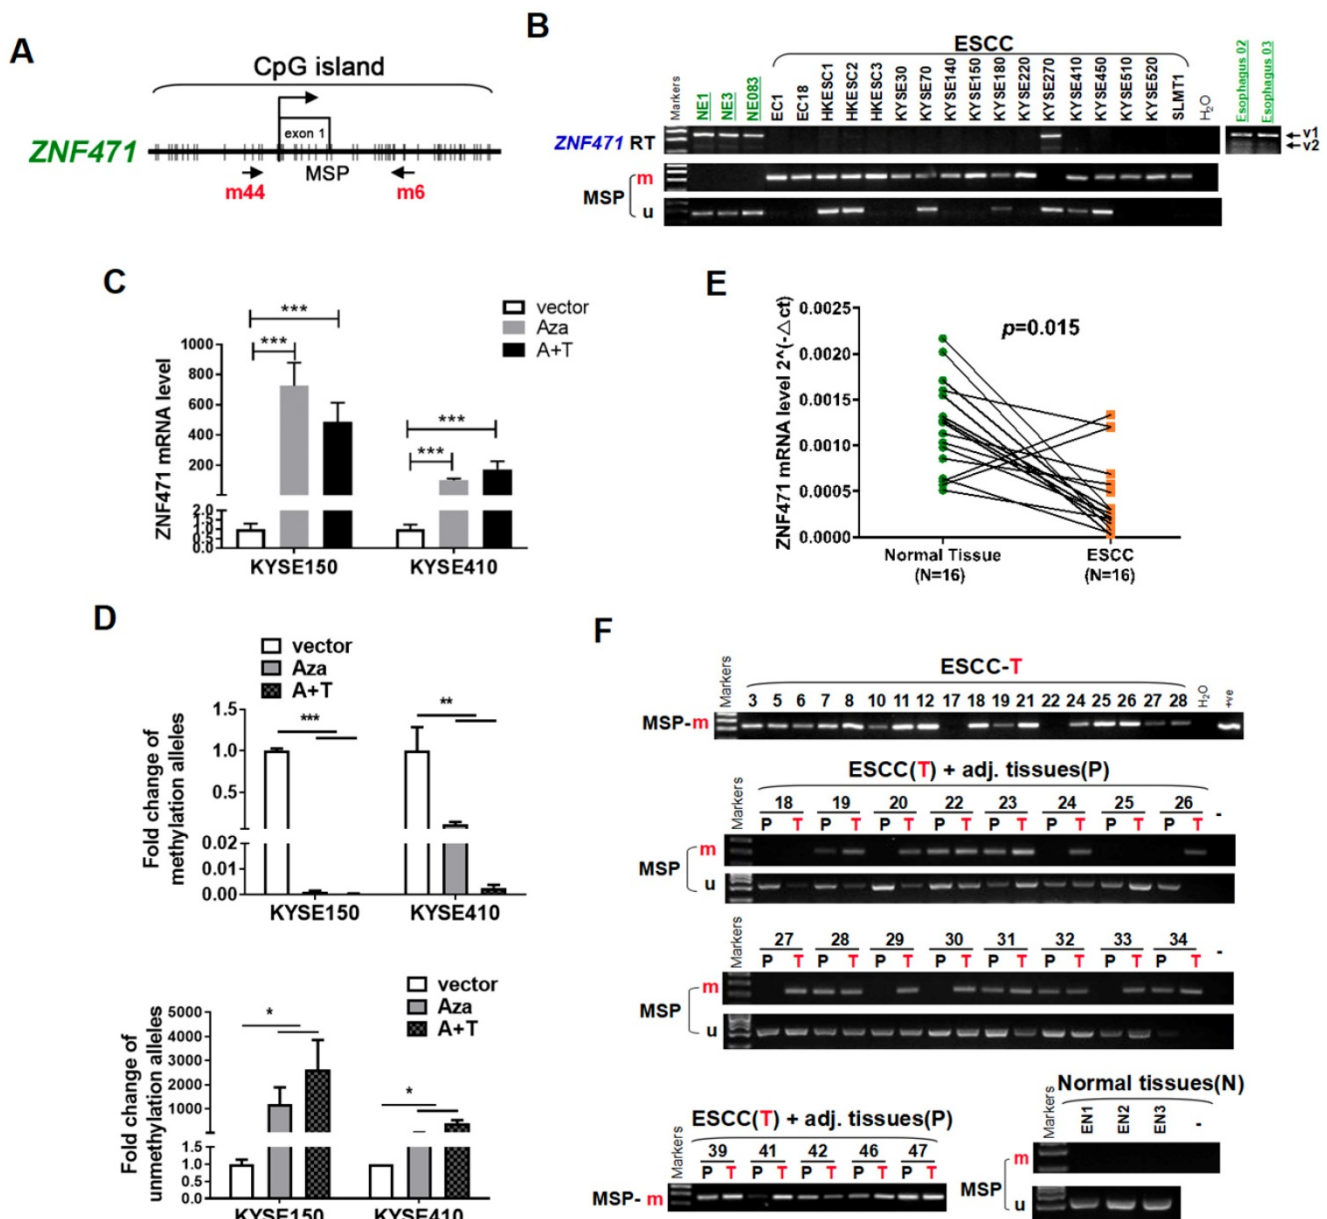 A
CpG island
exon 1
ZNF471
MSP
m44
m6
B
ESCC
Markers
NE1
NE3
NE083
EC1
EC18
HKESC1
HKESC2
HKESC3
KYSE30
KYSE70
KYSE140
KYSE150
KYSE180
KYSE220
KYSE270
KYSE410
KYSE450
KYSE510
KYSE520
SLMT1
H2O
Esophagus 02
Esophagus 03
ZNF471 RT
v1
v2
MSP
m
u
C
vector
Aza
A+T
ZNF471 mRNA level
1000
800
600
400
200
2.0
1.5
1.0
0.5
0.0
***
***
***
***
KYSE150
KYSE410
E
ZNF471 mRNA level 2^(-△ct)
0.0025
0.0020
0.0015
0.0010
0.0005
0.0000
p=0.015
Normal Tissue
(N=16)
ESCC
(N=16)
D
vector
Aza
A+T
Fold change of
methylation alleles
1.5
1.0
0.5
0.02
0.01
0.00
***
**
KYSE150
KYSE410
vector
Aza
A+T
Fold change of
unmethylation alleles
5000
4000
3000
2000
1000
1.5
1.0
0.5
0.0
*
*
KYSE150
KYSE410
F
ESCC-T
Markers
3 5 6 7 8 10 11 12 17 18 19 21 22 24 25 26 27 28 H2O +ve
MSP-m
ESCC(T) + adj. tissues(P)
Markers
18 19 20 22 23 24 25 26 -
P T P T P T P T P T P T P T P T
MSP
m
u
Markers
27 28 29 30 31 32 33 34 -
P T P T P T P T P T P T P T P T
MSP
m
u
ESCC(T) + adj. tissues(P)
Markers
39 41 42 46 47
P T P T P T P T P T
MSP- m
Normal tissues(N)
Markers
EN1 EN2 EN3 -
MSP
m
u